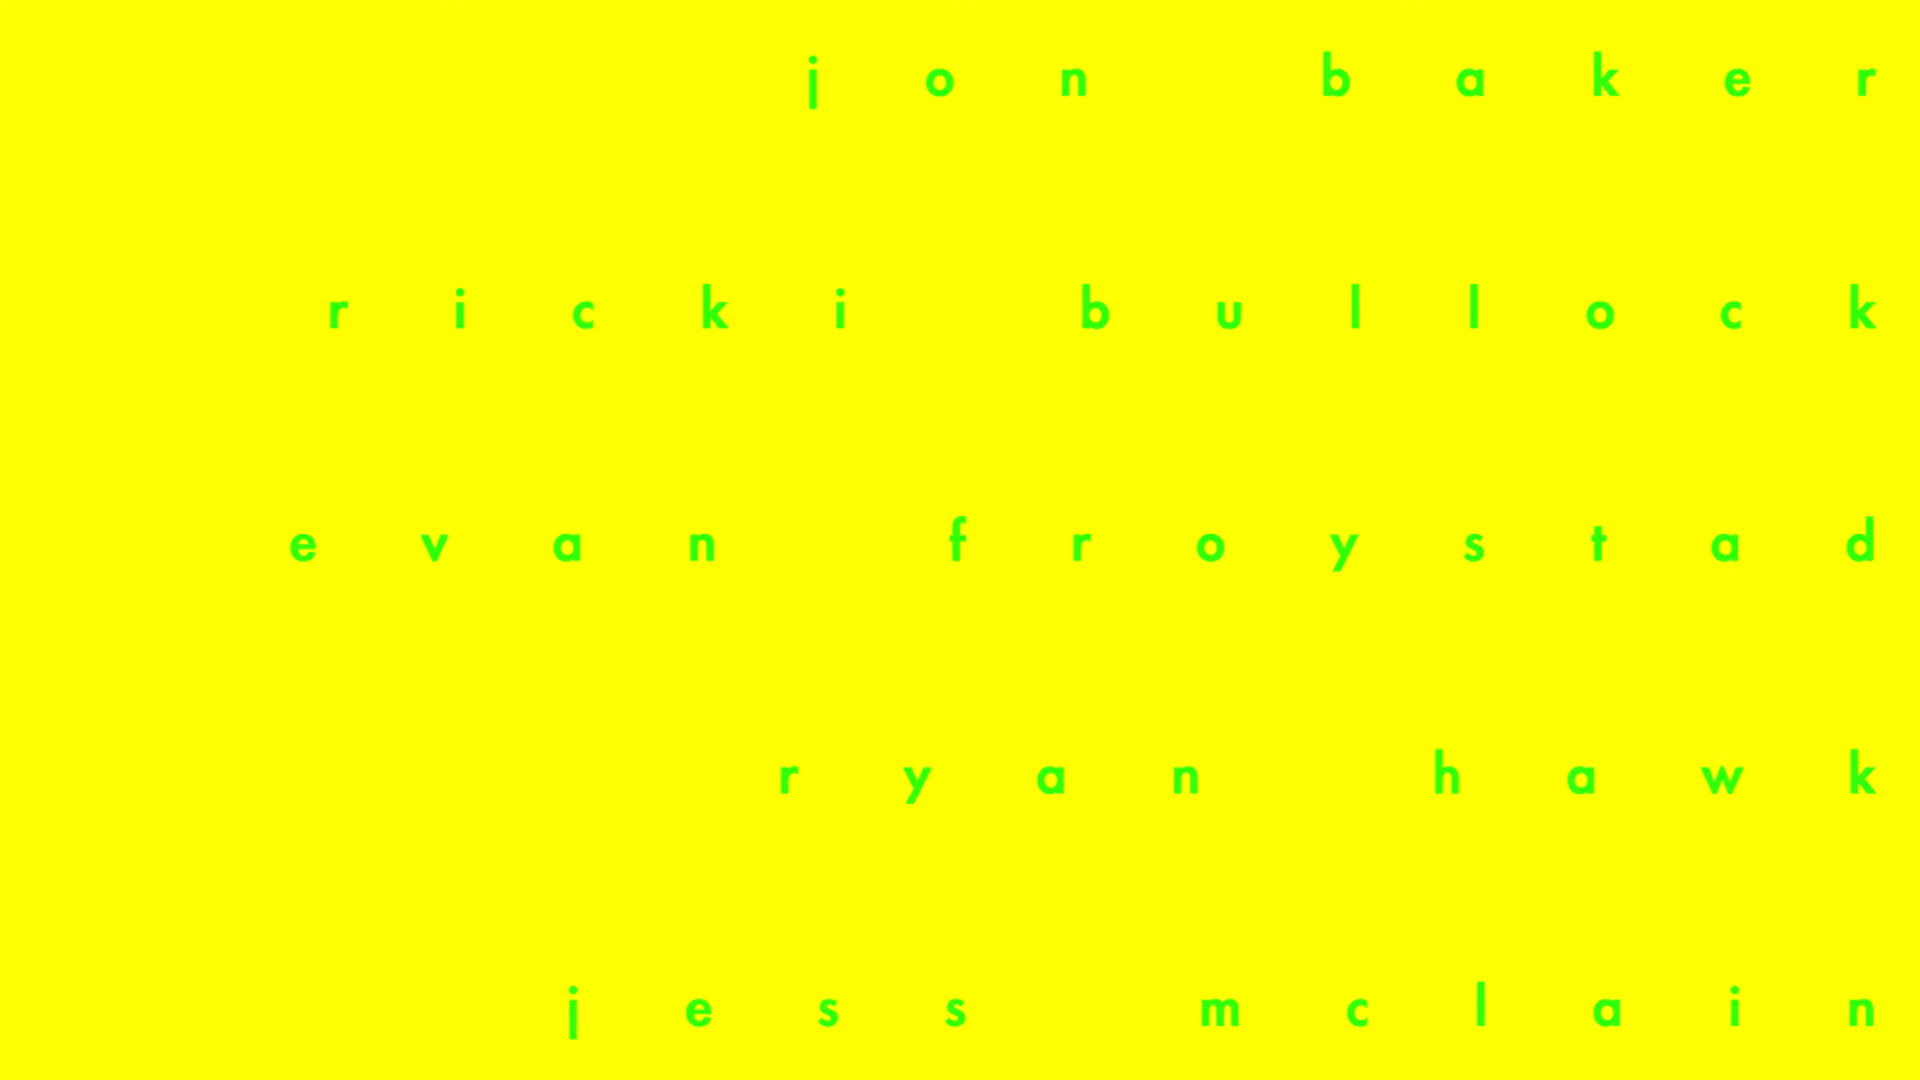 jon baker
ricki bullock
evan froystad
ryan hawk
jess mclain